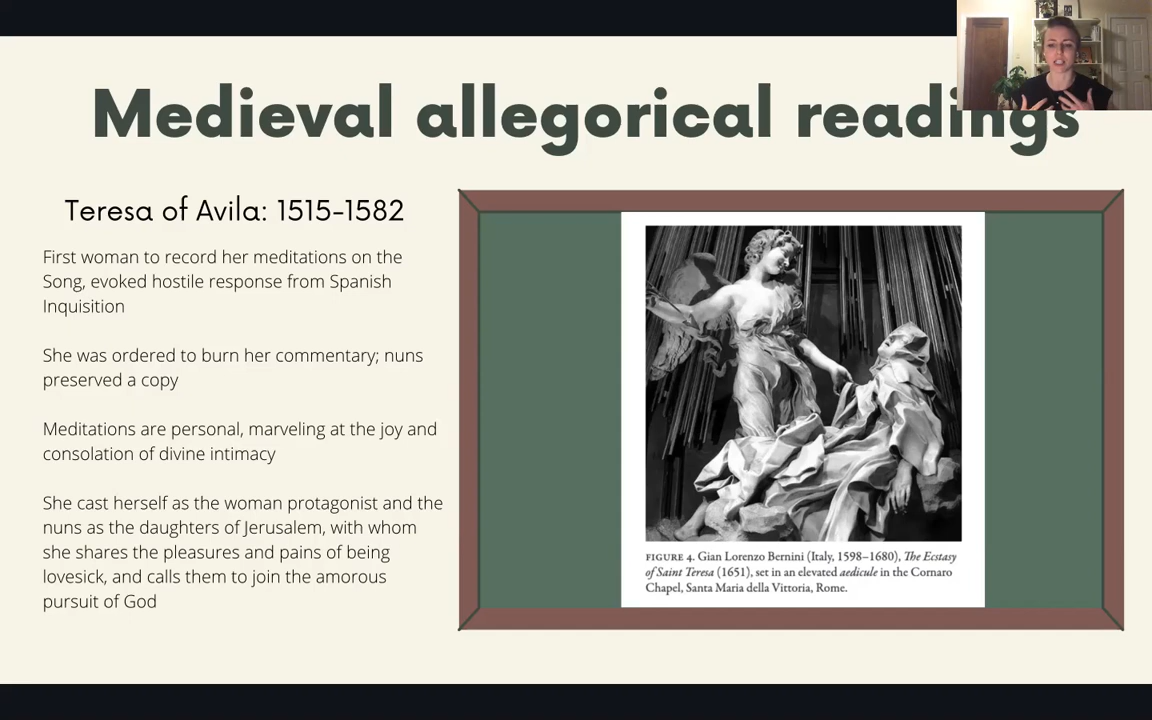 Medieval allegorical readings
Teresa of Avila: 1515-1582
First woman to record her meditations on the
Song, evoked hostile response from Spanish
Inquisition
She was ordered to burn her commentary; nuns
preserved a copy
Meditations are personal, marveling at the joy and
consolation of divine intimacy
She cast herself as the woman protagonist and the
nuns as the daughters of Jerusalem, with whom
she shares the pleasures and pains of being
lovesick, and calls them to join the amorous
pursuit of God
FIGURE 4. Gian Lorenzo Bernini (Italy, 1598–1680), The Ecstasy
of Saint Teresa (1651), set in an elevated aedicule in the Cornaro
Chapel, Santa Maria della Vittoria, Rome.